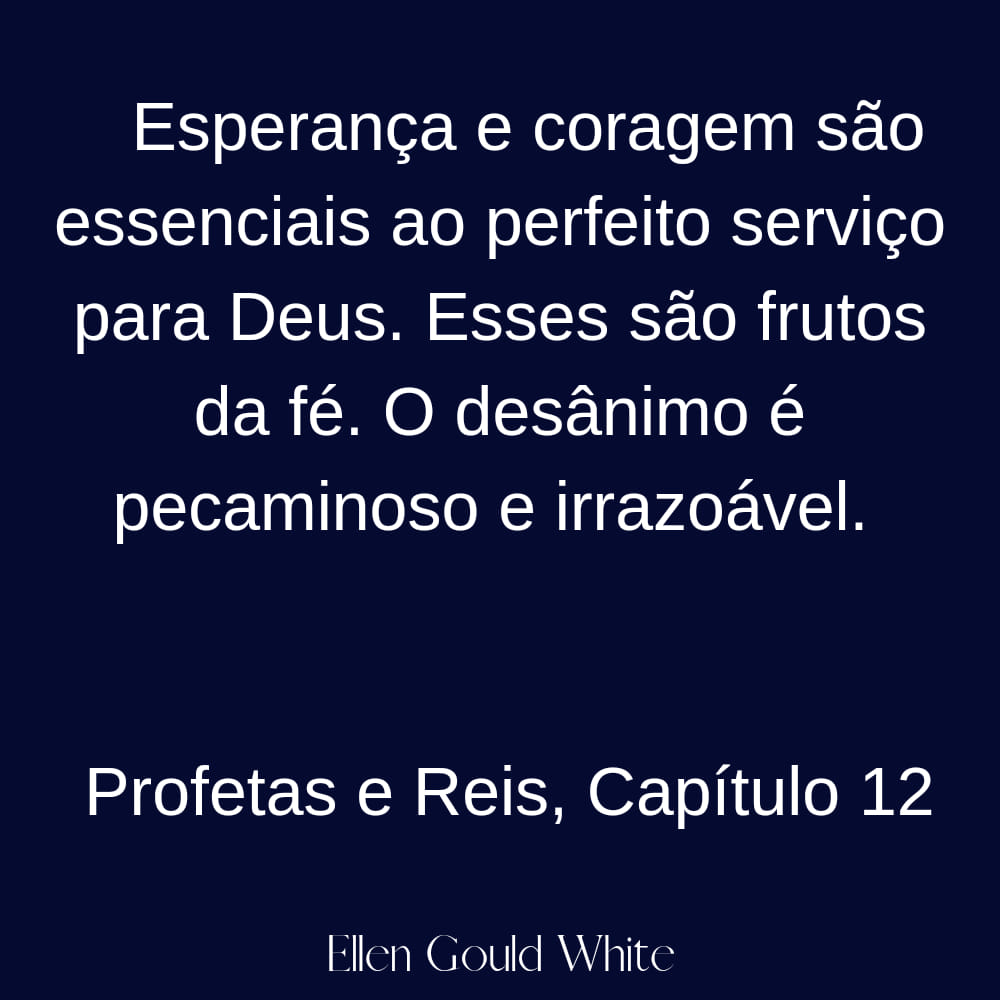 Esperança e coragem são
essenciais ao perfeito serviço
para Deus. Esses são frutos
da fé. O desânimo é
pecaminoso e irrazoável.
Profetas e Reis, Capítulo 12
Ellen Gould White